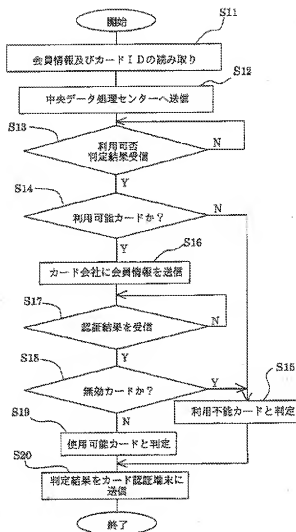 開始
S11
会員情報及びカードIDの読み取り
S12
中央データ処理センターへ送信
S13
利用可否
判定結果受信
N
Y
S14
利用可能カードか?
N
Y
S16
カード会社に会員情報を送信
S17
認証結果を受信
N
Y
S18
無効カードか?
Y
S15
利用不能カードと判定
N
S19
使用可能カードと判定
S20
判定結果をカード認証端末に
送信
終了